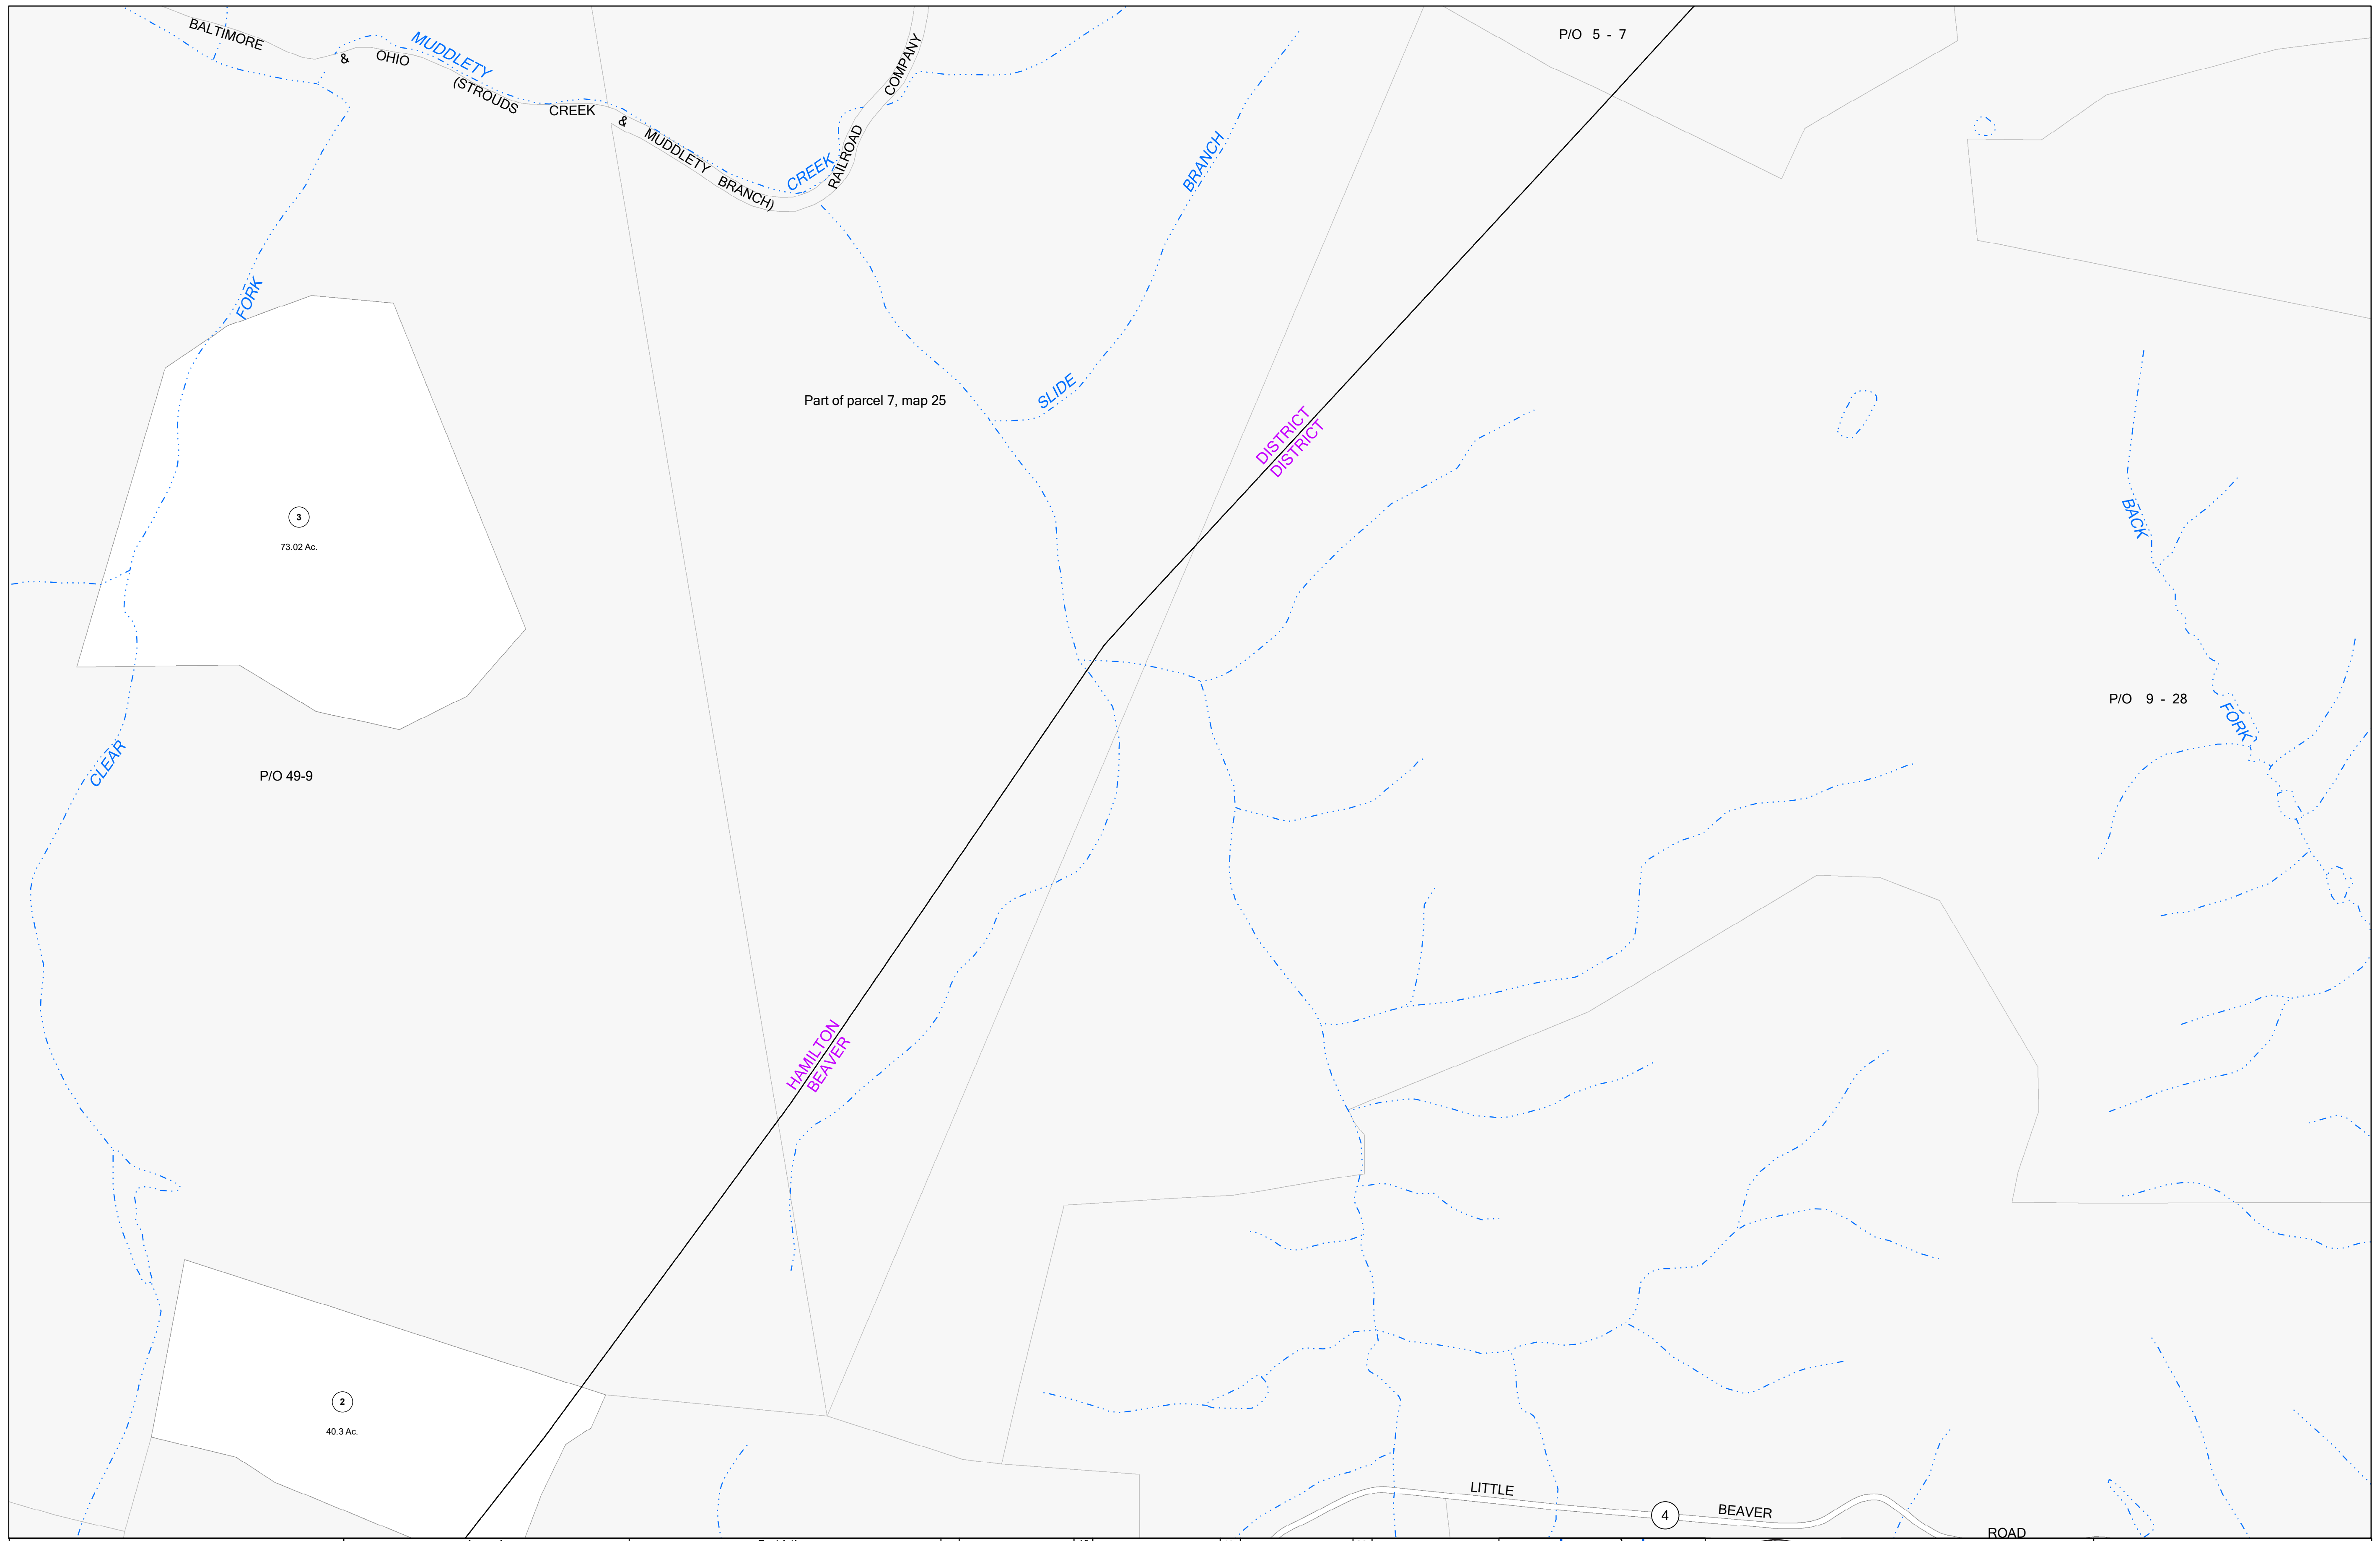 BALTIMORE & OHIO (STROUDS CREEK & MUDDLETY BRANCH) RAILROAD COMPANY
MUDDLETY CREEK
P/O 5 - 7
SLIDE BRANCH
CLEAR FORK
Part of parcel 7, map 25
HAMILTON DISTRICT
BEAVER DISTRICT
3
73.02 Ac.
BACK FORK
P/O 9 - 28
P/O 49-9
2
40.3 Ac.
LITTLE BEAVER ROAD
4